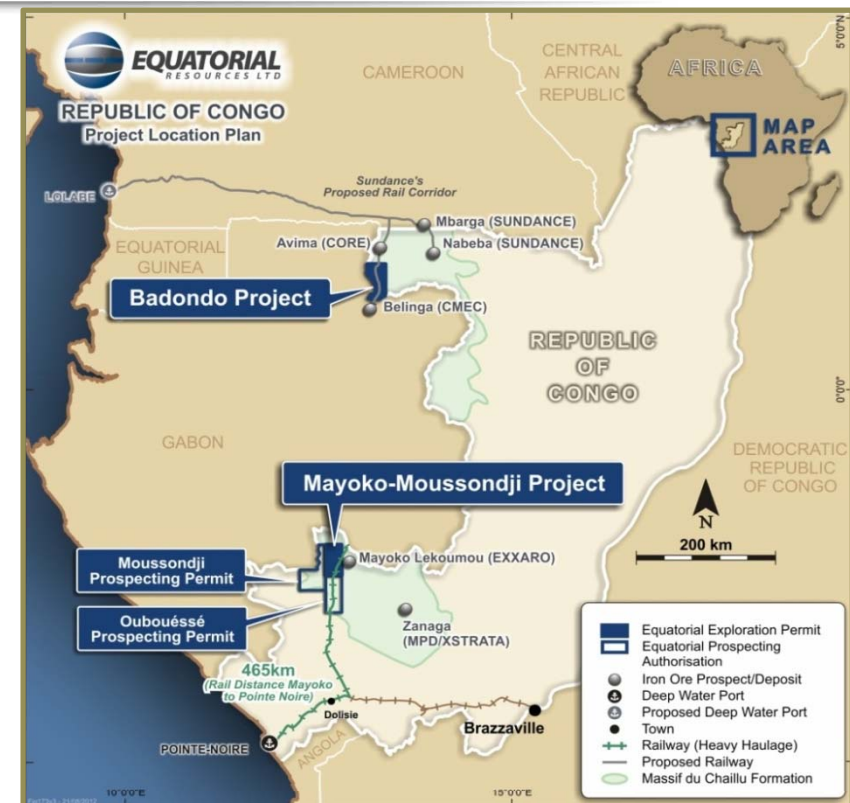 EQUATORIAL
RESOURCES LTD
REPUBLIC OF CONGO
Project Location Plan
CAMEROON
CENTRAL
AFRICAN
REPUBLIC
AFRICA
MAP
AREA
5°0'0"N
LOLABE
Sundance's
Proposed Rail Corridor
Mbarga (SUNDANCE)
Avima (CORE)
Nabeba (SUNDANCE)
EQUATORIAL
GUINEA
Badondo Project
Belinga (CMEC)
REPUBLIC
OF
CONGO
0°0'0"
GABON
DEMOCRATIC
REPUBLIC
OF CONGO
Mayoko-Moussondji Project
N
200 km
Moussondji
Prospecting Permit
Mayoko Lekoumou (EXXARO)
Oubouéssé
Prospecting Permit
Zanaga
(MPD/XSTRATA)
465km
(Rail Distance Mayoko
to Pointe Noire)
Dolisie
Brazzaville
POINTE-NOIRE
ANGOLA
Equatorial Exploration Permit
Equatorial Prospecting
Authorisation
Iron Ore Prospect/Deposit
Deep Water Port
Proposed Deep Water Port
Town
Railway (Heavy Haulage)
Proposed Railway
Massif du Chaillu Formation
10°0'0"E
15°0'0"E